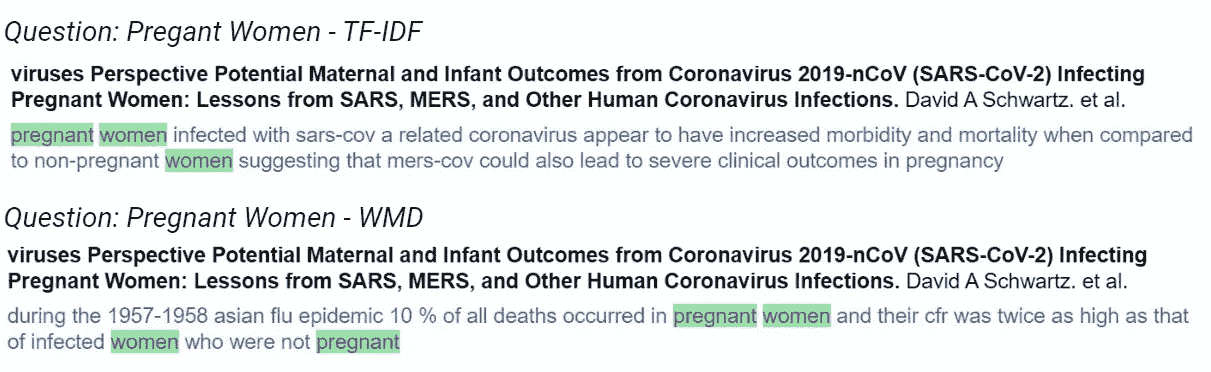 Question: Pregant Women - TF-IDF
viruses Perspective Potential Maternal and Infant Outcomes from Coronavirus 2019-nCoV (SARS-CoV-2) Infecting
Pregnant Women: Lessons from SARS, MERS, and Other Human Coronavirus Infections. David A Schwartz. et al.
pregnant women infected with sars-cov a related coronavirus appear to have increased morbidity and mortality when compared
to non-pregnant women suggesting that mers-cov could also lead to severe clinical outcomes in pregnancy
Question: Pregnant Women - WMD
viruses Perspective Potential Maternal and Infant Outcomes from Coronavirus 2019-nCoV (SARS-CoV-2) Infecting
Pregnant Women: Lessons from SARS, MERS, and Other Human Coronavirus Infections. David A Schwartz. et al.
during the 1957-1958 asian flu epidemic 10 % of all deaths occurred in pregnant women and their cfr was twice as high as that
of infected women who were not pregnant